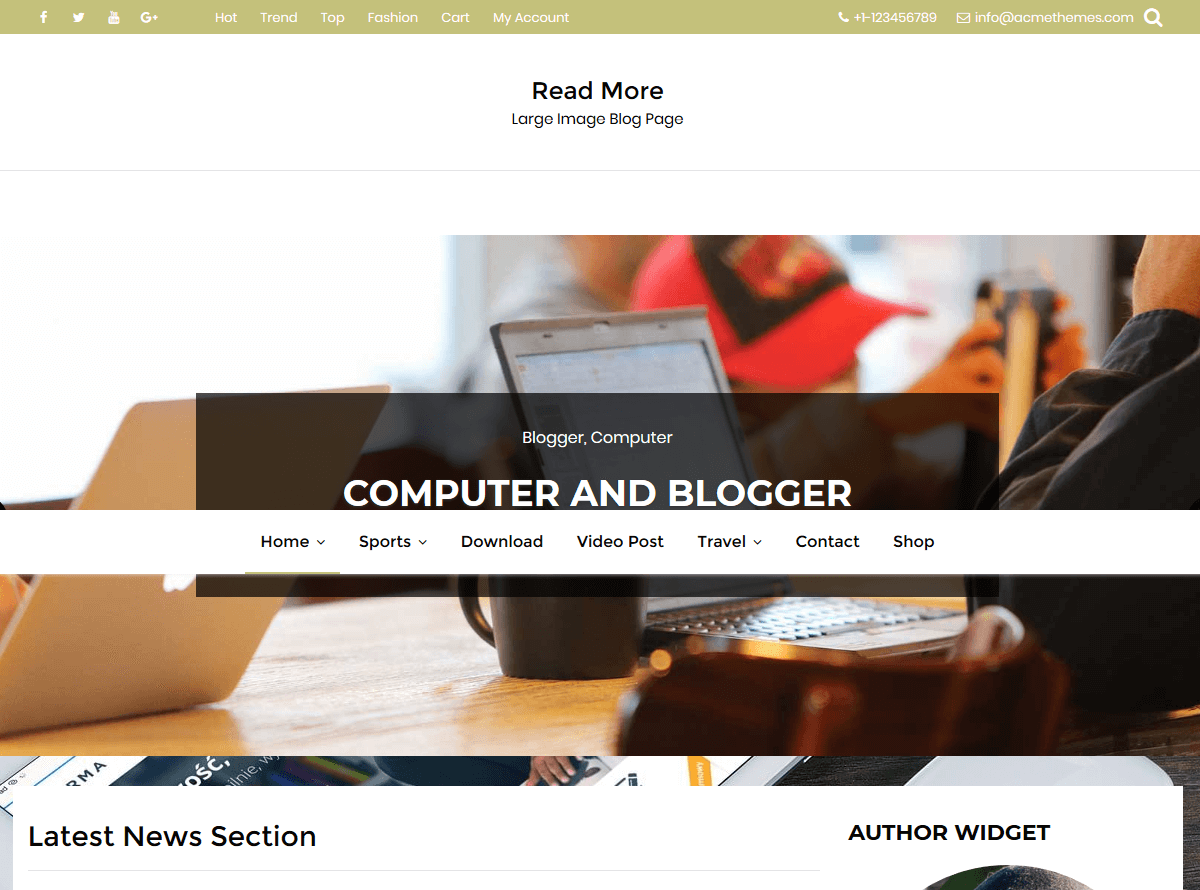 Hot Trend Top Fashion Cart My Account +1-123456789 info@acmethemes.com
Read More
Large Image Blog Page
Blogger, Computer
COMPUTER AND BLOGGER
Home Sports Download Video Post Travel Contact Shop
Latest News Section
AUTHOR WIDGET